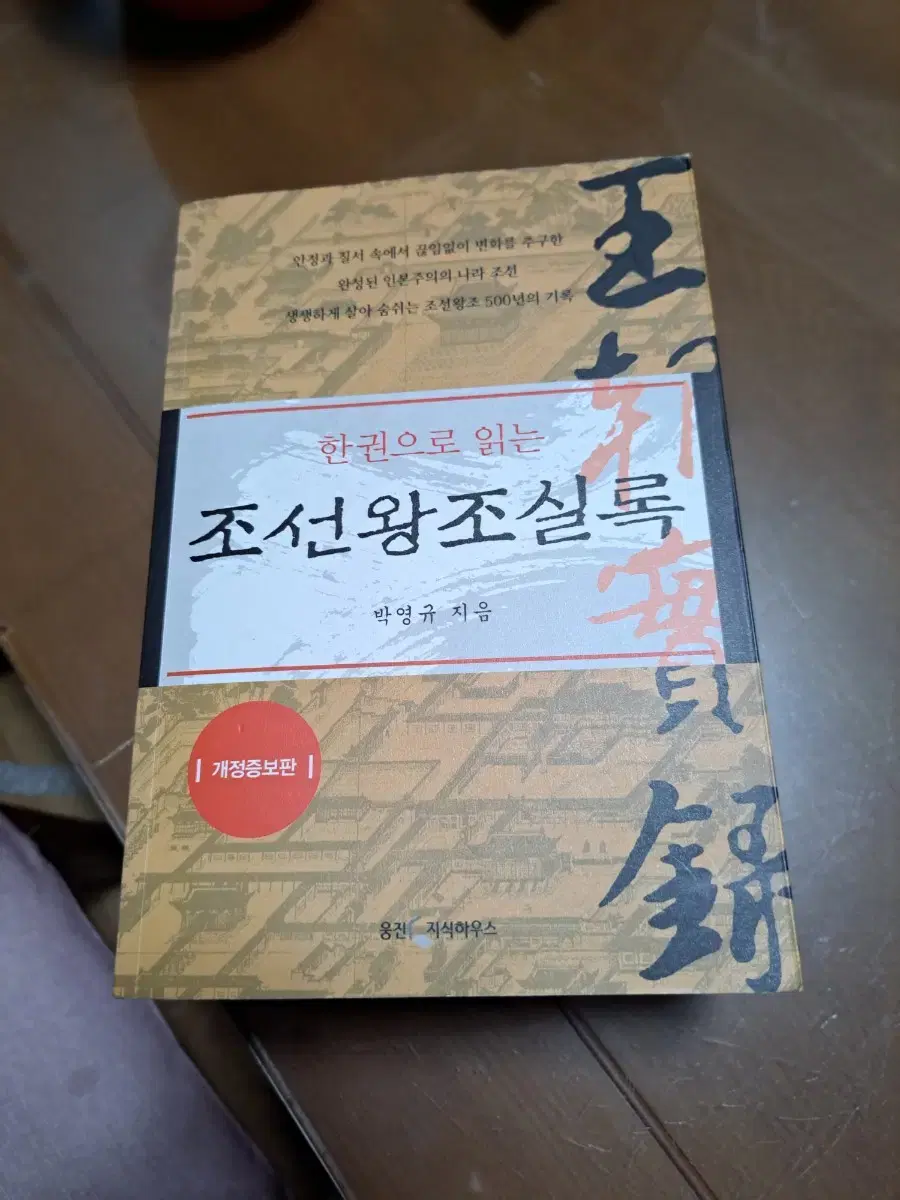 안정과 질서 속에서 끊임없이 변화를 추구한
완성된 인본주의의 나라 조선
생생하게 살아 숨쉬는 조선왕조 500년의 기록
한권으로 읽는
조선왕조실록
박영규 지음
王朝實錄
개정증보판
웅진 지식하우스